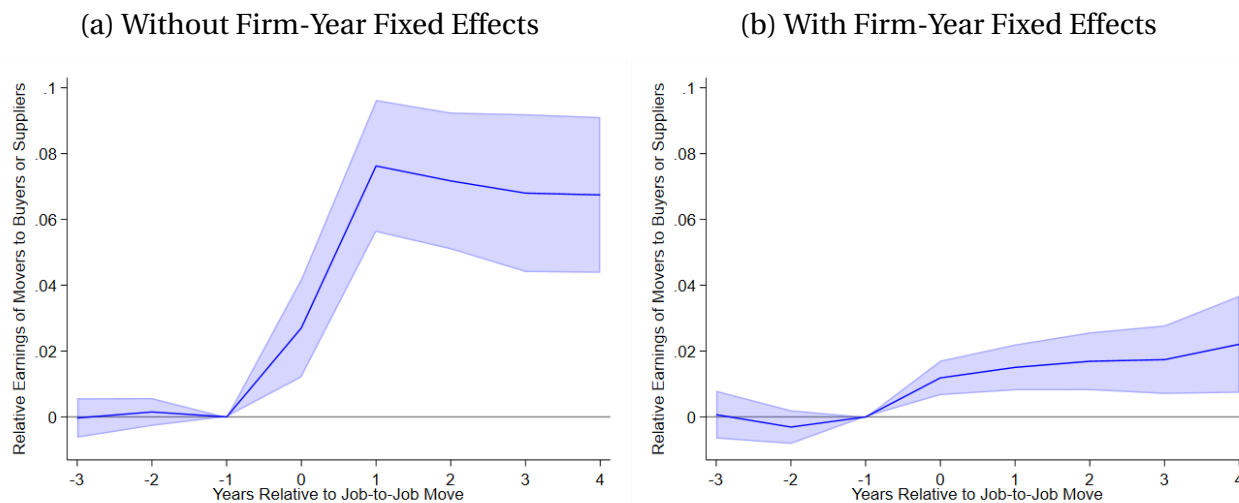 (a) Without Firm-Year Fixed Effects
Relative Earnings of Movers to Buyers or Suppliers
.1
.08
.06
.04
.02
0
-3 -2 -1 0 1 2 3 4
Years Relative to Job-to-Job Move
(b) With Firm-Year Fixed Effects
Relative Earnings of Movers to Buyers or Suppliers
.1
.08
.06
.04
.02
0
-3 -2 -1 0 1 2 3 4
Years Relative to Job-to-Job Move